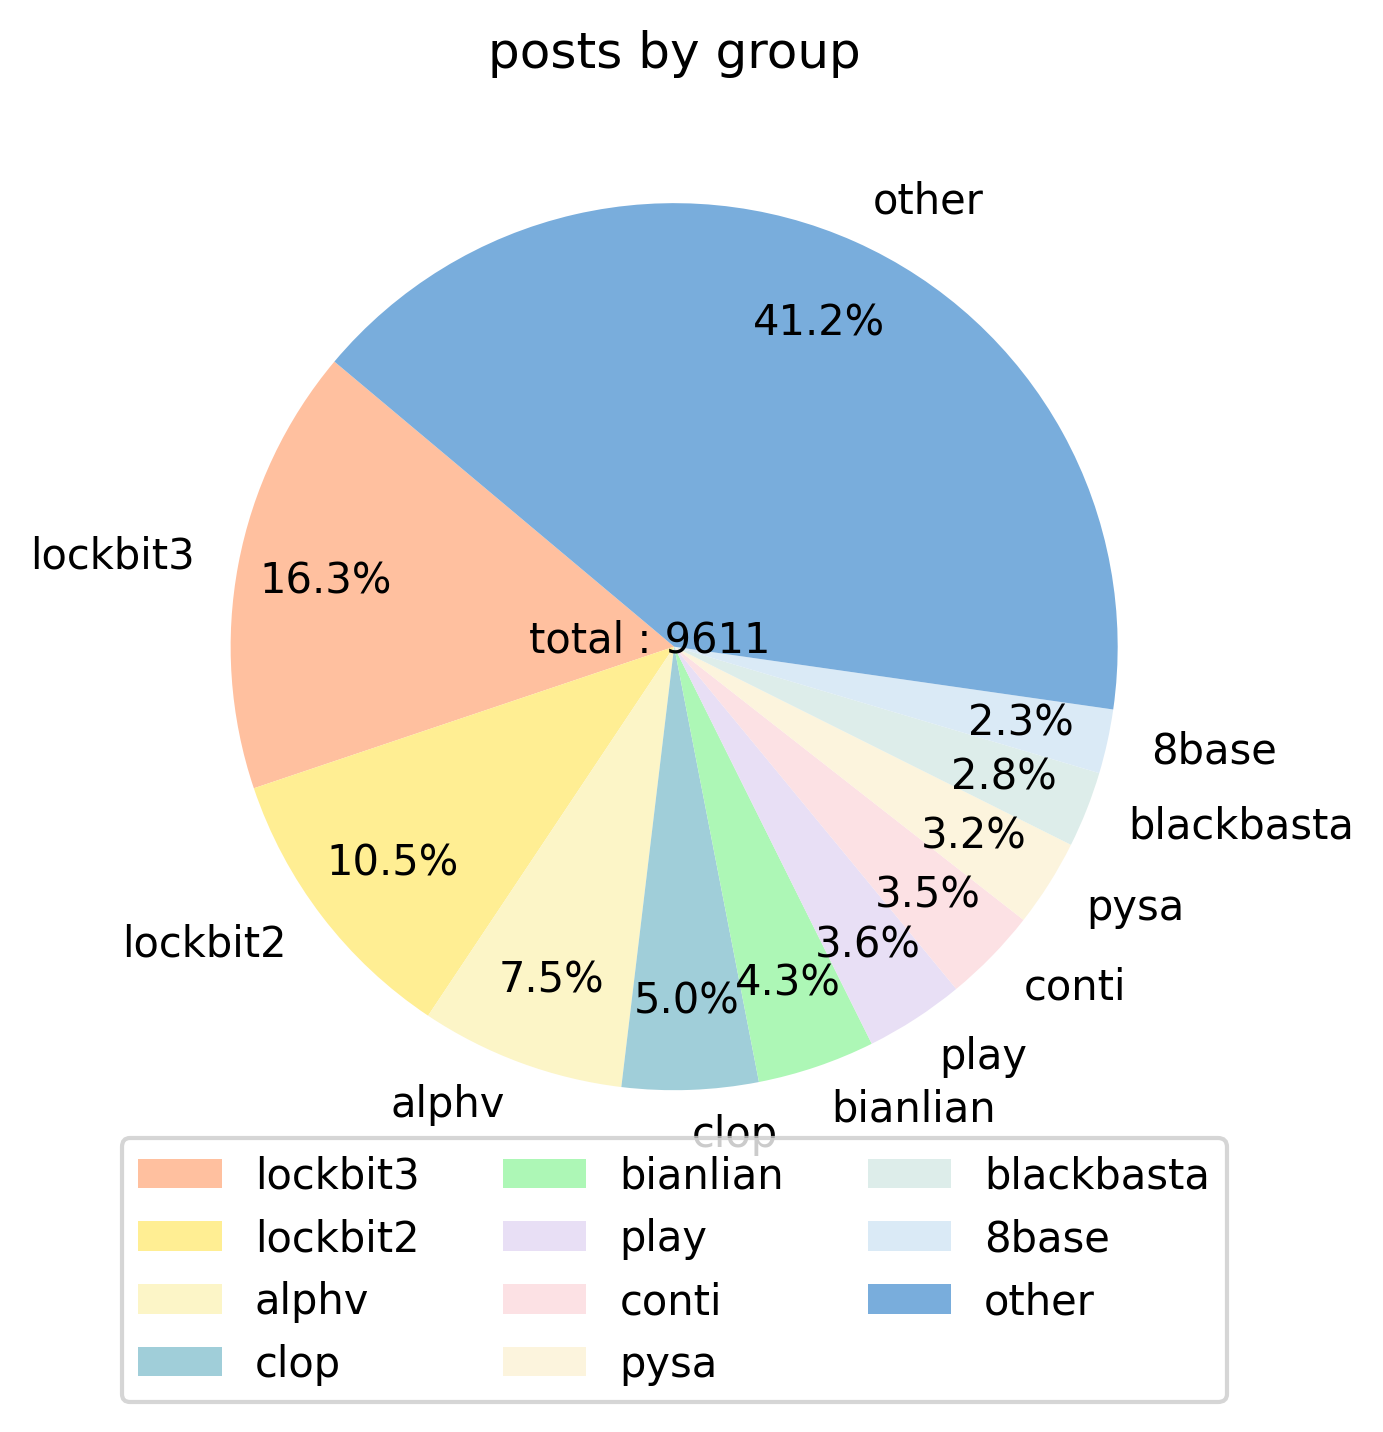 posts by group
other
41.2%
lockbit3
16.3%
total : 9611
2.3%
8base
2.8%
blackbasta
3.2%
pysa
10.5%
3.5%
lockbit2
3.6%
conti
7.5%
4.3%
5.0%
play
alphv
bianlian
clop
lockbit3
lockbit2
alphv
clop
bianlian
play
conti
pysa
blackbasta
8base
other